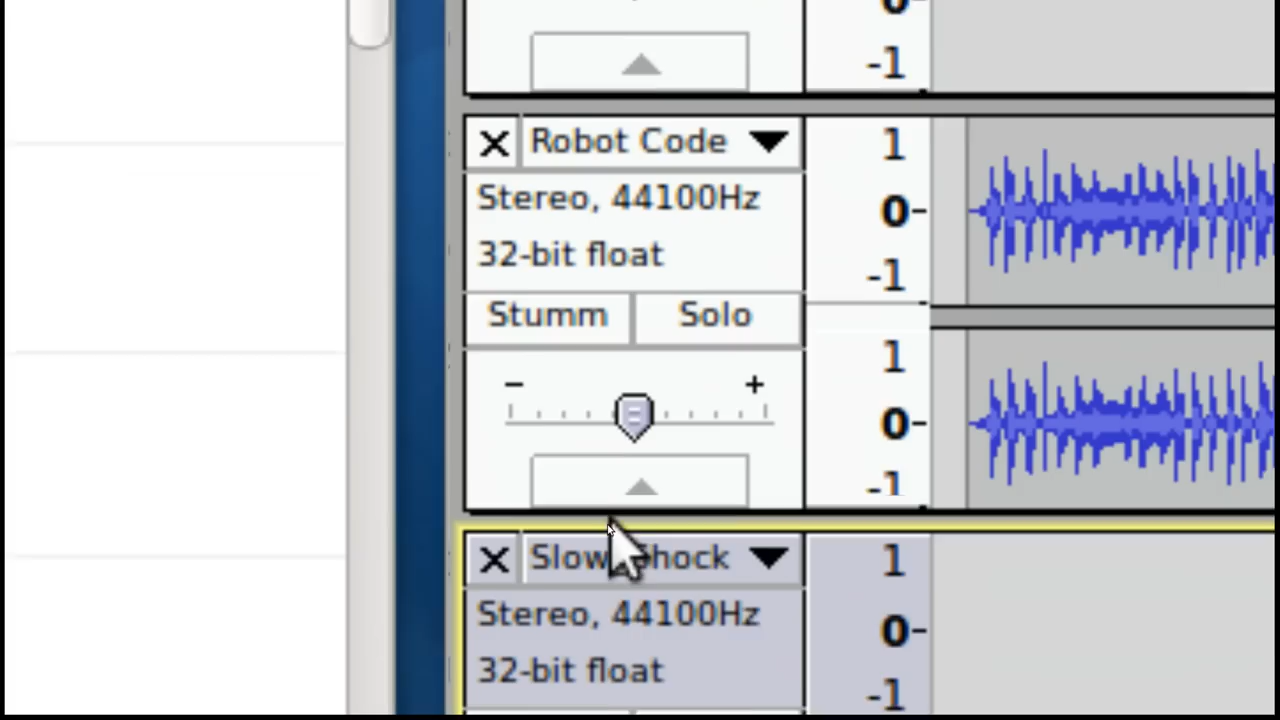 0-
-1
X Robot Code
Stereo, 44100Hz
32-bit float
Stumm Solo
- +
1
0-
-1
1
0-
-1
X Slow Shock
Stereo, 44100Hz
32-bit float
1
0-
-1